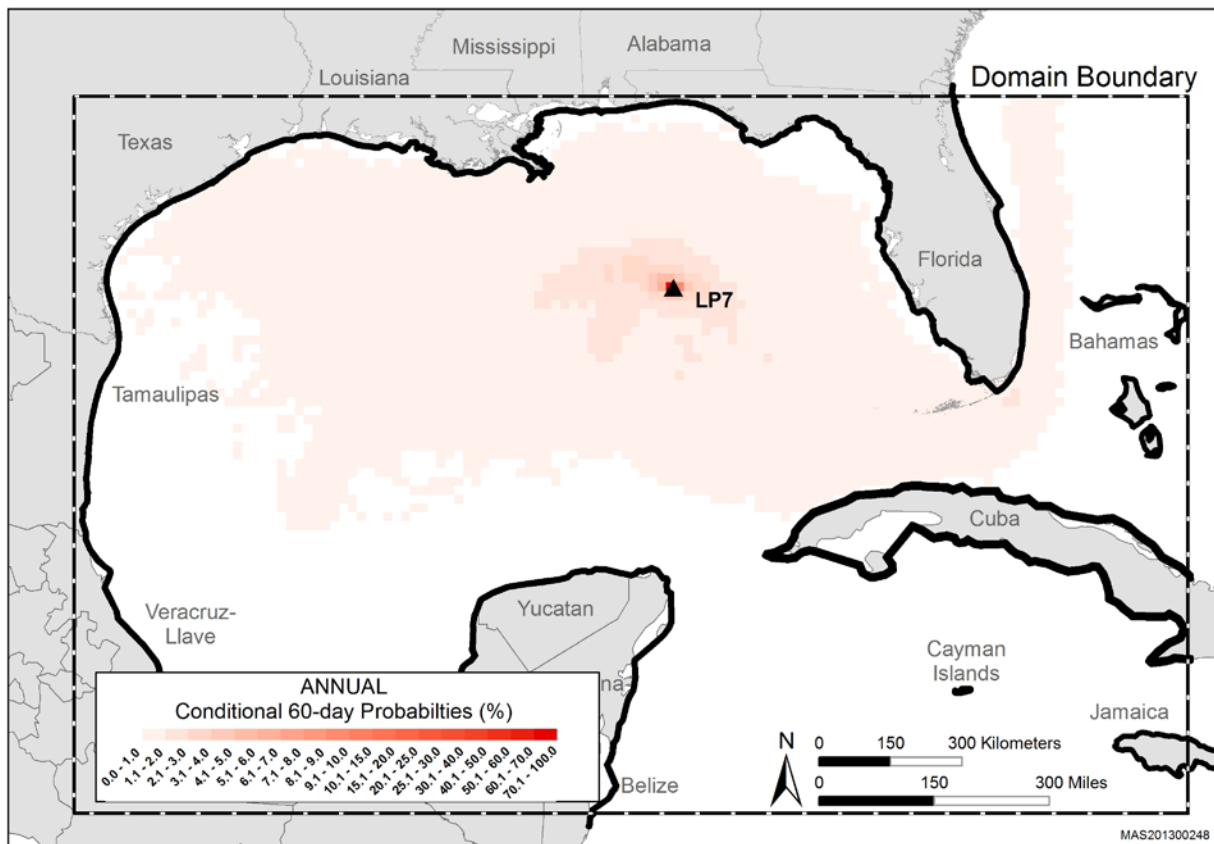 Mississippi
Alabama
Louisiana
Domain Boundary
Texas
Florida
LP7
Bahamas
Tamaulipas
Cuba
Veracruz-
Llave
Yucatan
Cayman
Islands
ANNUAL
Conditional 60-day Probabilties (%)
0.0 - 1.0
1.1 - 2.0
2.1 - 3.0
3.1 - 4.0
4.1 - 5.0
5.1 - 6.0
6.1 - 7.0
7.1 - 8.0
8.1 - 9.0
9.1 - 10.0
10.1 - 15.0
15.1 - 20.0
20.1 - 25.0
25.1 - 30.0
30.1 - 40.0
40.1 - 50.0
50.1 - 60.0
60.1 - 70.0
70.1 - 100.0
na
Jamaica
N
0 150 300 Kilometers
0 150 300 Miles
Belize
MAS201300248